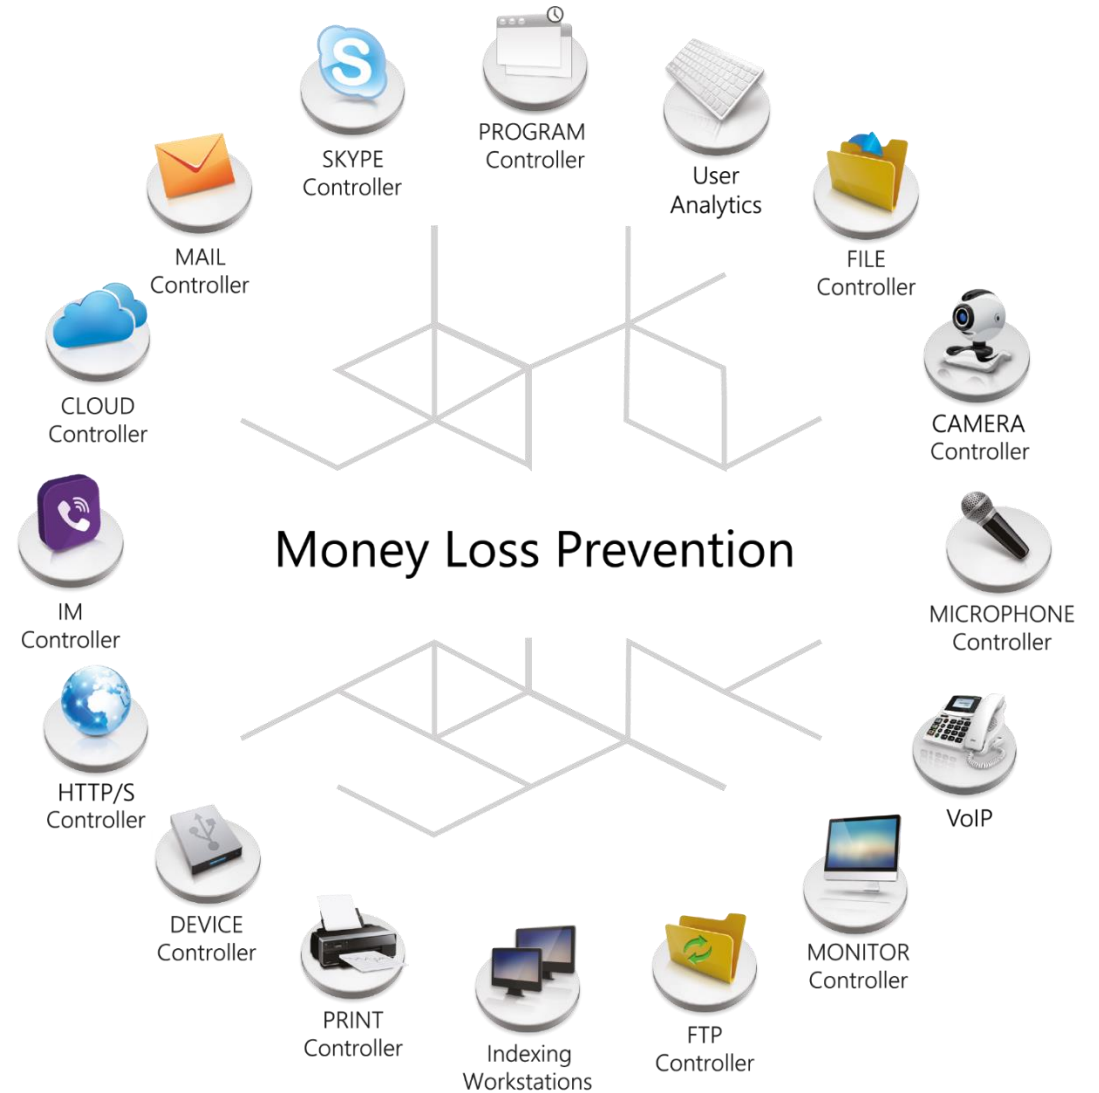 PROGRAM
Controller
SKYPE
Controller
User
Analytics
MAIL
Controller
FILE
Controller
CLOUD
Controller
CAMERA
Controller
Money Loss Prevention
IM
Controller
MICROPHONE
Controller
HTTP/S
Controller
VoIP
DEVICE
Controller
MONITOR
Controller
PRINT
Controller
Indexing
Workstations
FTP
Controller